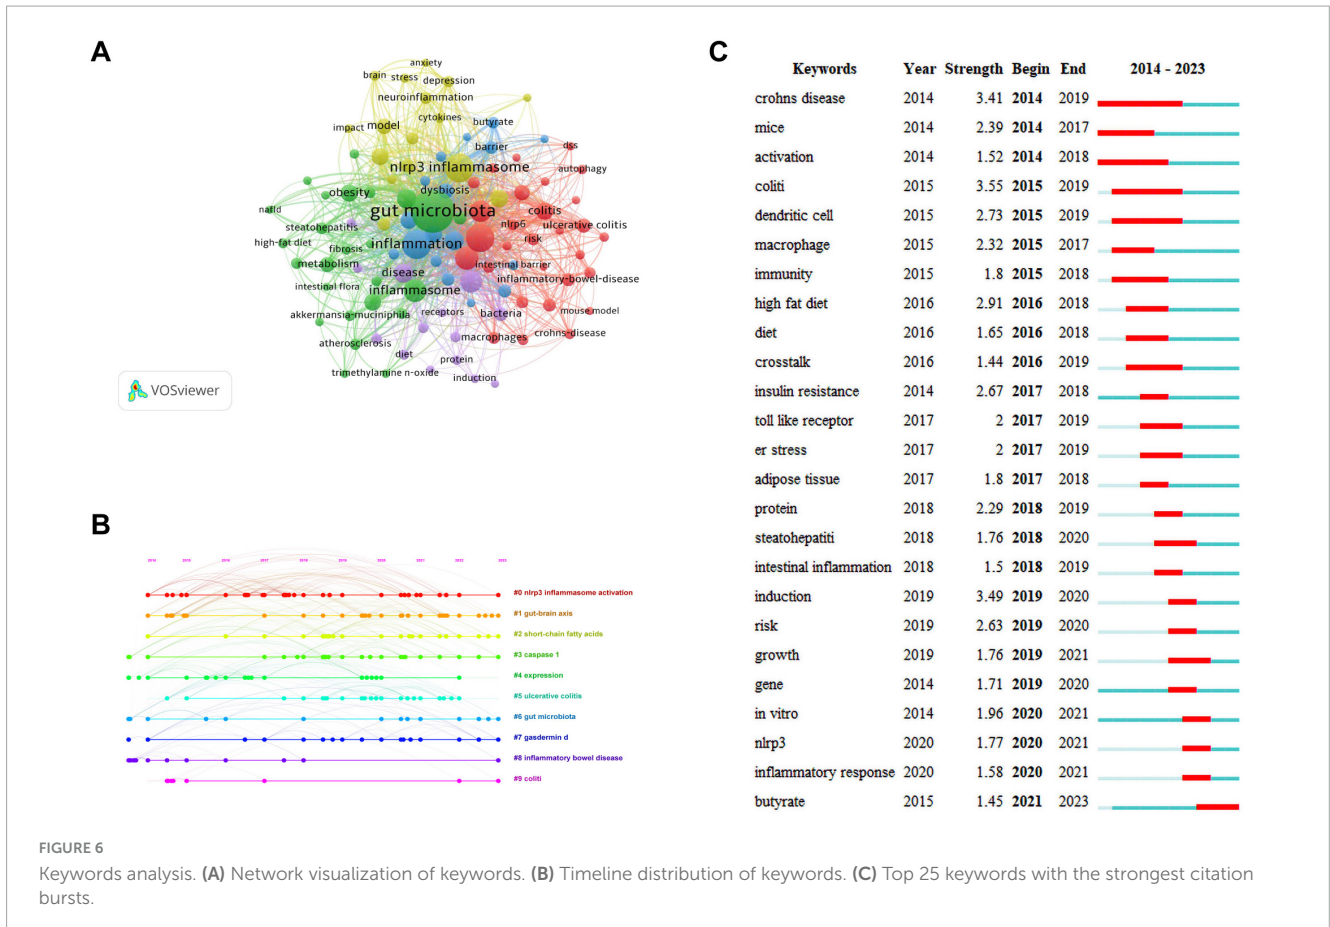 A
anxiety
brain
stress
depression
neuroinflammation
cytokines
butyrate
impact
model
barrier
dss
nlrp3 inflammasome
autophagy
dysbiosis
obesity
gut microbiota
colitis
nafld
nlrp6
ulcerative colitis
steatohepatitis
risk
high-fat diet
inflammation
fibrosis
metabolism
disease
intestinal barrier
inflammatory-bowel-disease
intestinal flora
inflammasome
akkermansia-muciniphila
receptors
bacteria
mouse model
atherosclerosis
macrophages
crohns-disease
diet
protein
trimethylamine n-oxide
induction
VOSviewer
B
2014 2015 2016 2017 2018 2019 2020 2021 2022 2023
#0 nlrp3 inflammasome activation
#1 gut-brain axis
#2 short-chain fatty acids
#3 caspase 1
#4 expression
#5 ulcerative colitis
#6 gut microbiota
#7 gasdermin d
#8 inflammatory bowel disease
#9 coliti
C
Keywords Year Strength Begin End 2014 - 2023
crohns disease 2014 3.41 2014 2019
mice 2014 2.39 2014 2017
activation 2014 1.52 2014 2018
coliti 2015 3.55 2015 2019
dendritic cell 2015 2.73 2015 2019
macrophage 2015 2.32 2015 2017
immunity 2015 1.8 2015 2018
high fat diet 2016 2.91 2016 2018
diet 2016 1.65 2016 2018
crosstalk 2016 1.44 2016 2019
insulin resistance 2014 2.67 2017 2018
toll like receptor 2017 2 2017 2019
er stress 2017 2 2017 2019
adipose tissue 2017 1.8 2017 2018
protein 2018 2.29 2018 2019
steatohepatiti 2018 1.76 2018 2020
intestinal inflammation 2018 1.5 2018 2019
induction 2019 3.49 2019 2020
risk 2019 2.63 2019 2020
growth 2019 1.76 2019 2021
gene 2014 1.71 2019 2020
in vitro 2014 1.96 2020 2021
nlrp3 2020 1.77 2020 2021
inflammatory response 2020 1.58 2020 2021
butyrate 2015 1.45 2021 2023
FIGURE 6
Keywords analysis. (A) Network visualization of keywords. (B) Timeline distribution of keywords. (C) Top 25 keywords with the strongest citation
bursts.